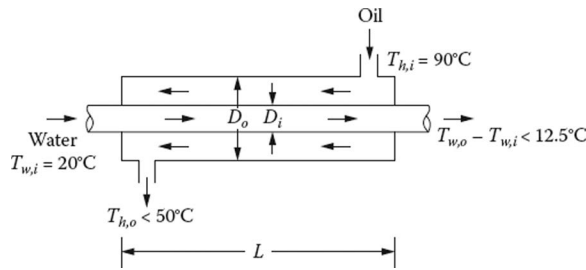 Oil
T_{h,i} = 90°C
D_o
D_i
Water
T_{w,i} = 20°C
T_{w,o} – T_{w,i} < 12.5°C
T_{h,o} < 50°C
L